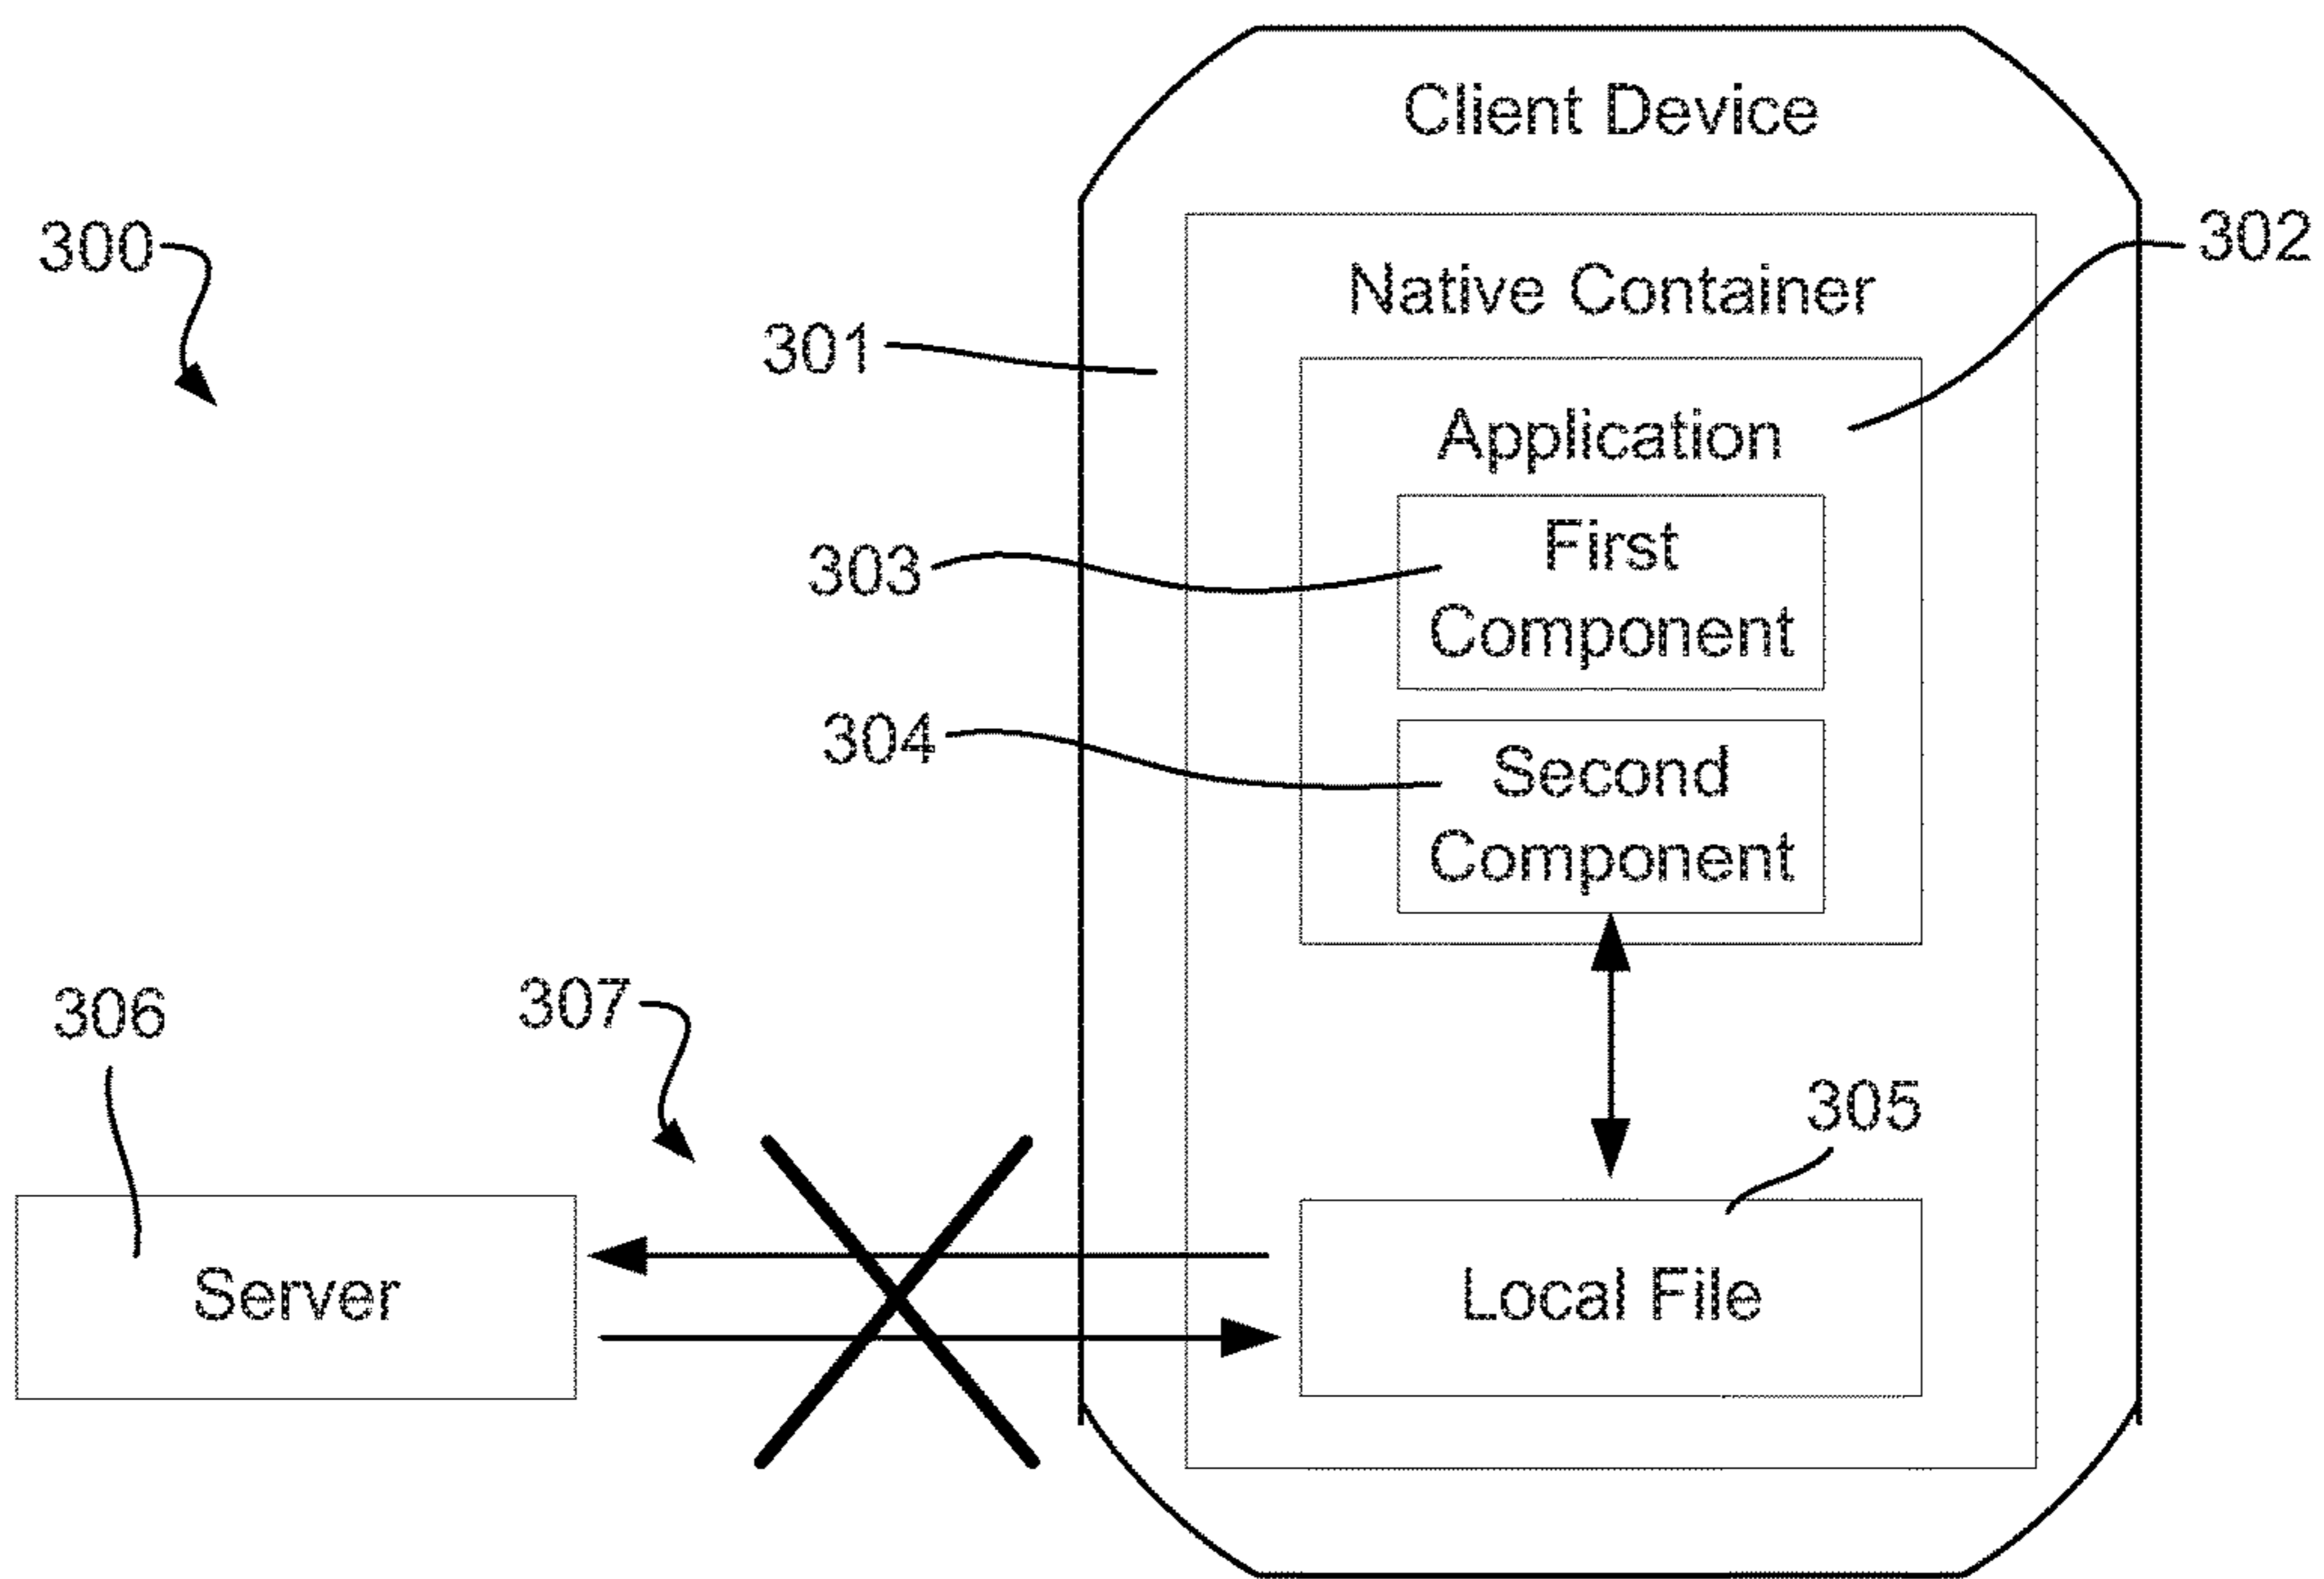 Client Device
300
302
Native Container
301
Application
First
303
Component
304
Second
Component
307
306
305
Server
Local File